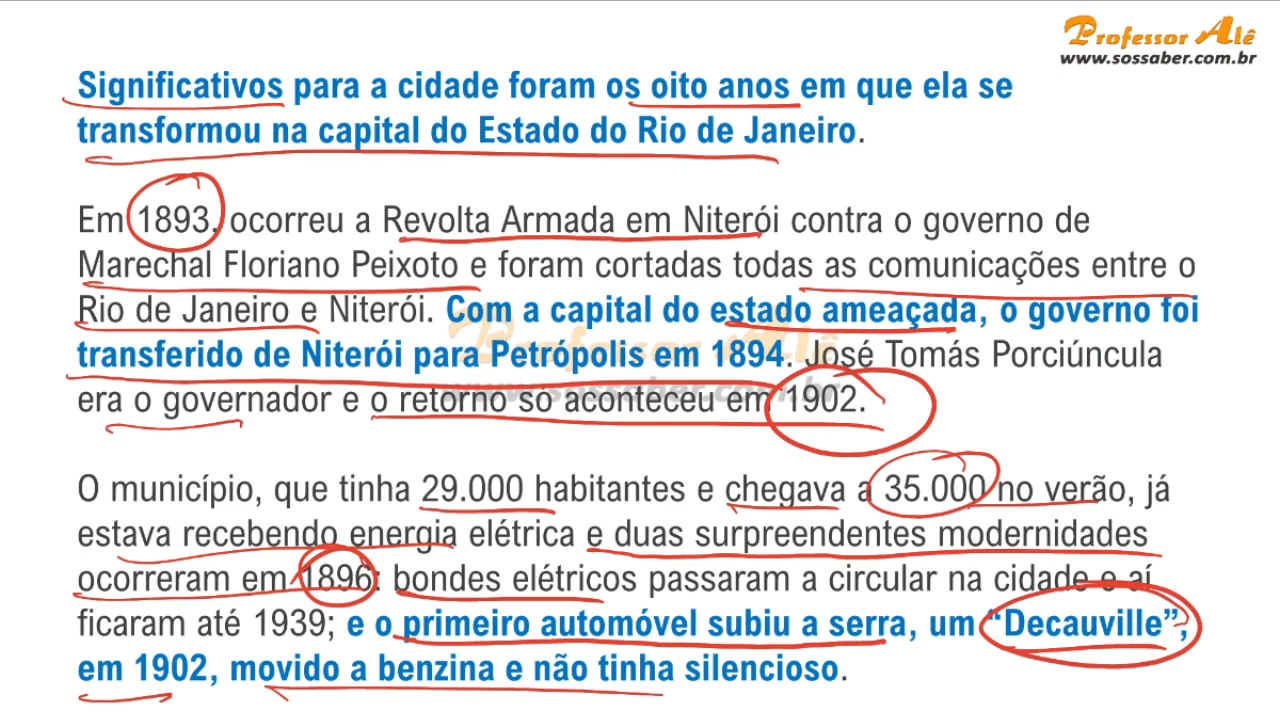 Professor Alê
www.sossaber.com.br
Significativos para a cidade foram os oito anos em que ela se
transformou na capital do Estado do Rio de Janeiro.
Em 1893, ocorreu a Revolta Armada em Niterói contra o governo de
Marechal Floriano Peixoto e foram cortadas todas as comunicações entre o
Rio de Janeiro e Niterói. Com a capital do estado ameaçada, o governo foi
transferido de Niterói para Petrópolis em 1894. José Tomás Porciúncula
era o governador e o retorno só aconteceu em 1902.
Professor Alê
www.sossaber.com.br
O município, que tinha 29.000 habitantes e chegava a 35.000 no verão, já
estava recebendo energia elétrica e duas surpreendentes modernidades
ocorreram em 1896: bondes elétricos passaram a circular na cidade e aí
ficaram até 1939; e o primeiro automóvel subiu a serra, um “Decauville”,
em 1902, movido a benzina e não tinha silencioso.